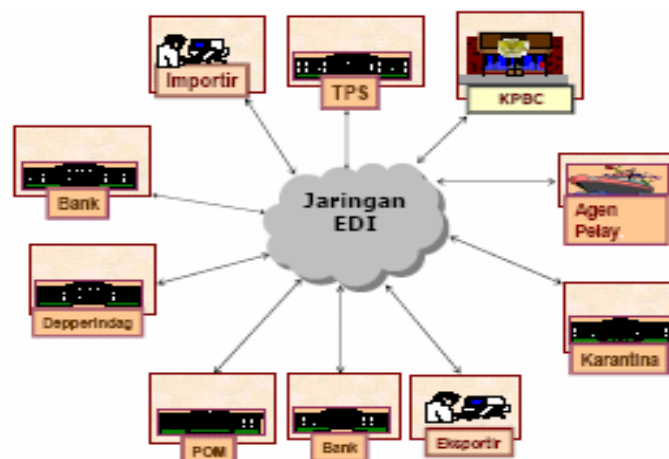 Importir
TPS
KPBC
Bank
Jaringan
EDI
Agen
Pelay
Depperindag
Karantina
POM
Bank
Eksportir